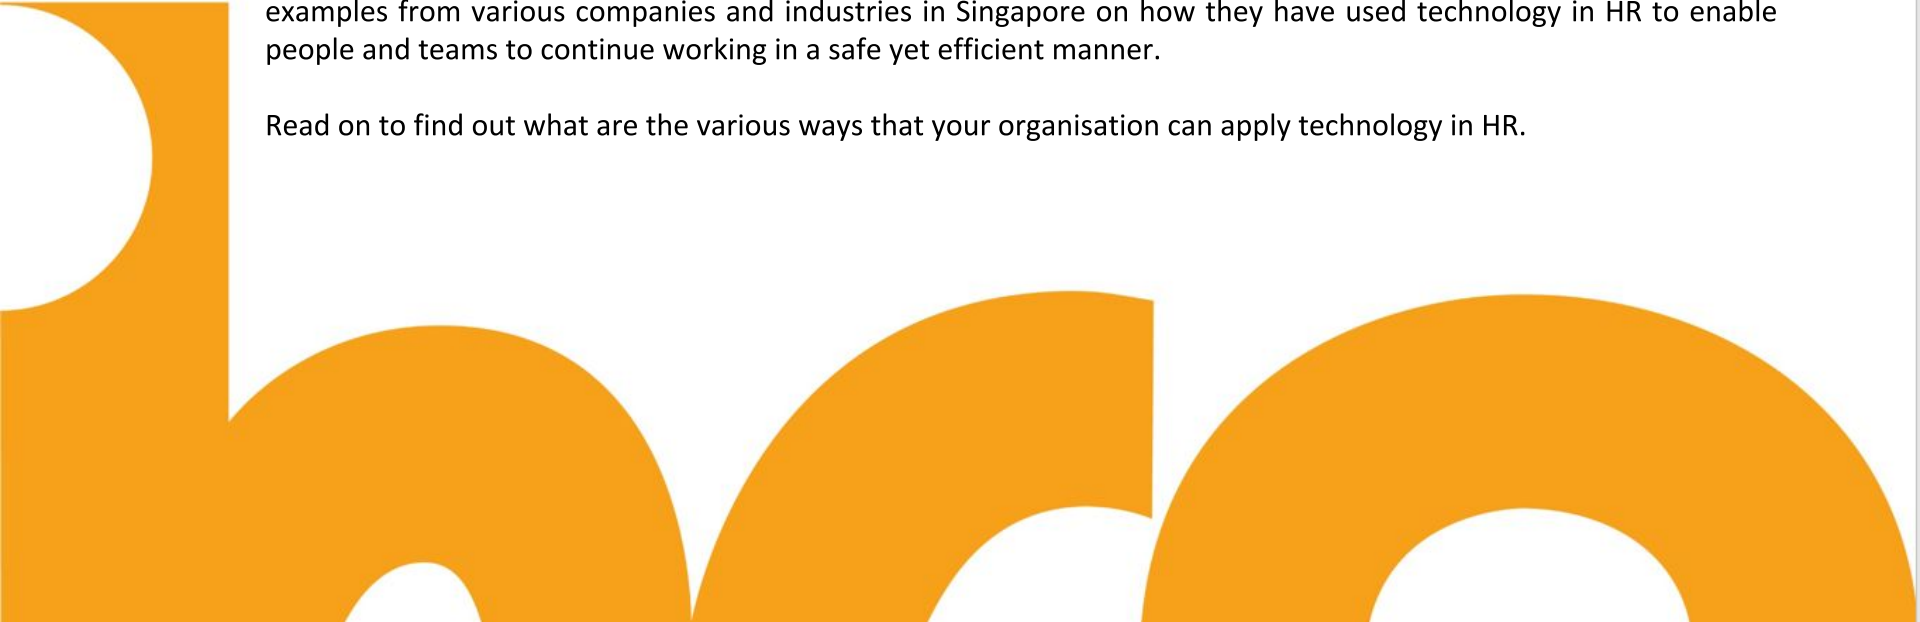 examples from various companies and industries in Singapore on how they have used technology in HR to enable
people and teams to continue working in a safe yet efficient manner.
Read on to find out what are the various ways that your organisation can apply technology in HR.